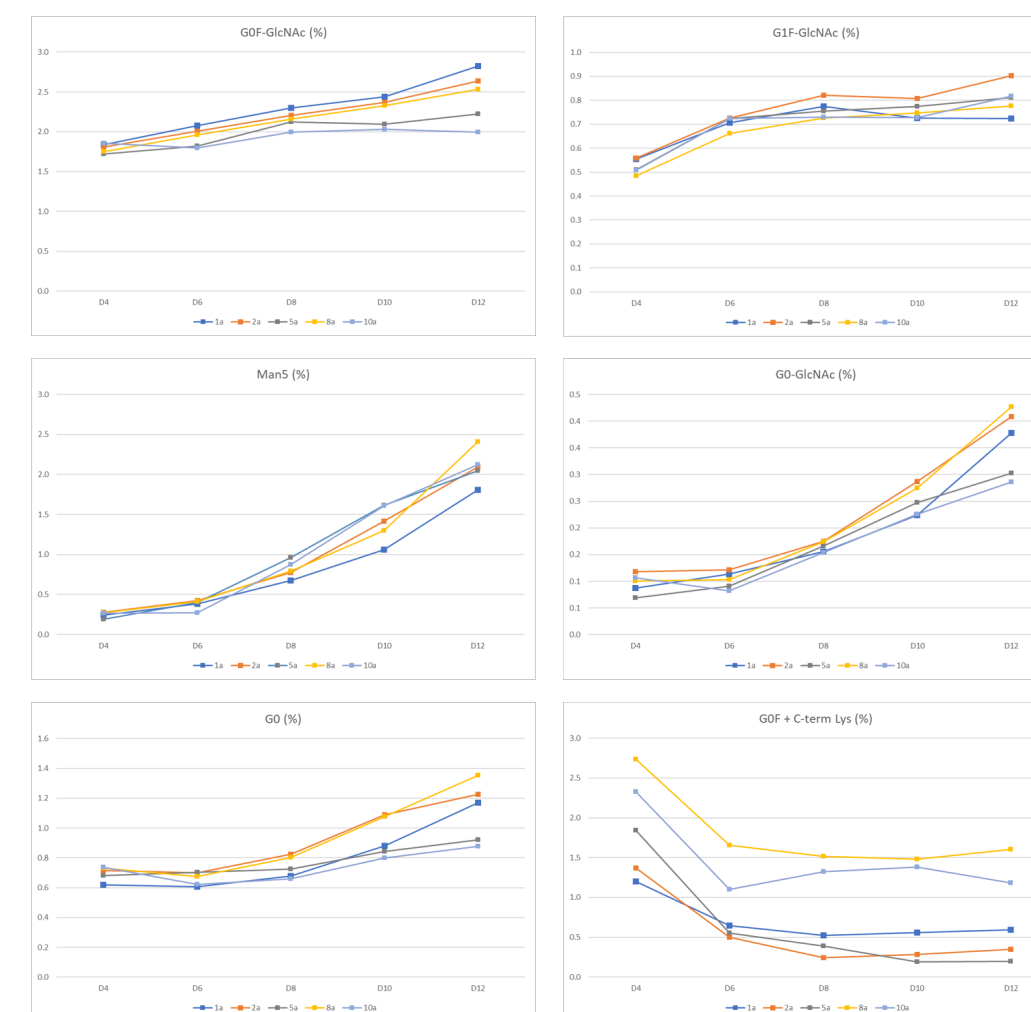 G0F-GlcNAc (%)
3.0
2.5
2.0
1.5
1.0
0.5
0.0
D4 D6 D8 D10 D12
1a 2a 5a 8a 10a
G1F-GlcNAc (%)
1.0
0.9
0.8
0.7
0.6
0.5
0.4
0.3
0.2
0.1
0.0
D4 D6 D8 D10 D12
1a 2a 5a 8a 10a
Man5 (%)
3.0
2.5
2.0
1.5
1.0
0.5
0.0
D4 D6 D8 D10 D12
1a 2a 5a 8a 10a
G0-GlcNAc (%)
0.5
0.4
0.4
0.3
0.3
0.2
0.2
0.1
0.1
0.0
D4 D6 D8 D10 D12
1a 2a 5a 8a 10a
G0 (%)
1.6
1.4
1.2
1.0
0.8
0.6
0.4
0.2
0.0
D4 D6 D8 D10 D12
1a 2a 5a 8a 10a
G0F + C-term Lys (%)
3.0
2.5
2.0
1.5
1.0
0.5
0.0
D4 D6 D8 D10 D12
1a 2a 5a 8a 10a